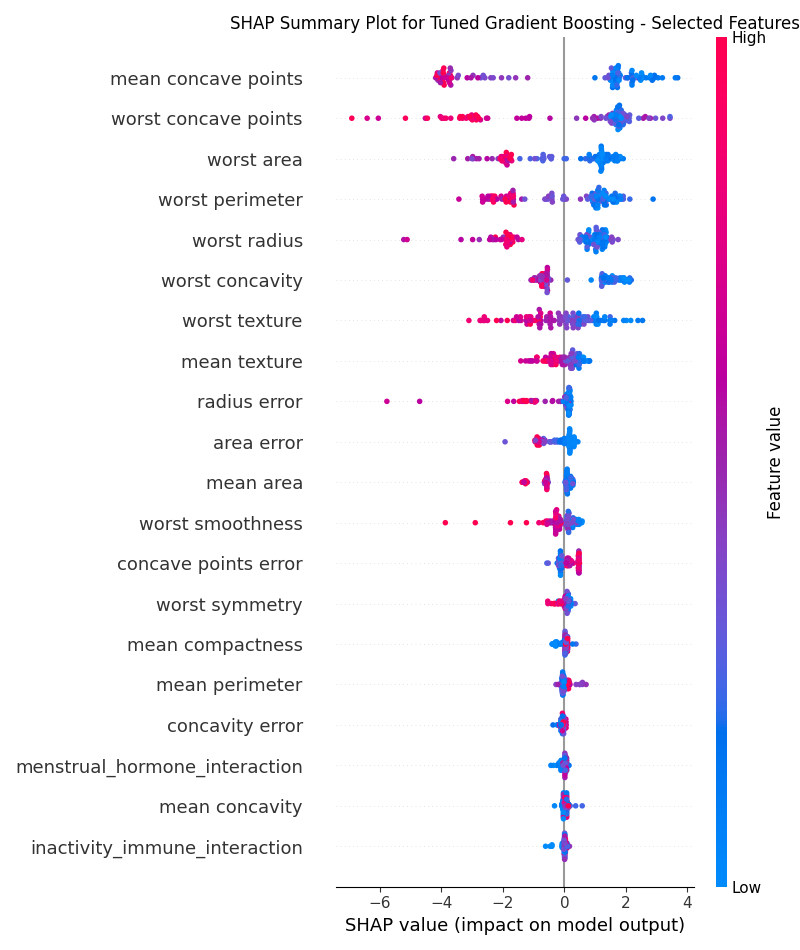 SHAP Summary Plot for Tuned Gradient Boosting - Selected Features
High
mean concave points
worst concave points
worst area
worst perimeter
worst radius
worst concavity
worst texture
mean texture
radius error
area error
mean area
worst smoothness
concave points error
worst symmetry
mean compactness
mean perimeter
concavity error
menstrual_hormone_interaction
mean concavity
inactivity_immune_interaction
Feature value
Low
−6 −4 −2 0 2 4
SHAP value (impact on model output)